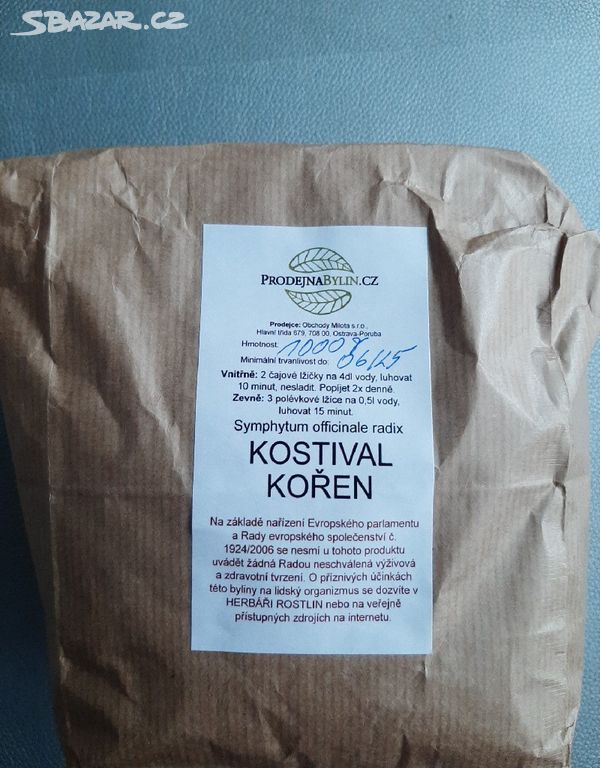 SBAZAR.CZ
PRODEJNABYLIN.CZ
Prodejce: Obchody Milota s.r.o.,
Hlavní třída 679, 708 00, Ostrava-Poruba
Hmotnost: 1000g
Minimální trvanlivost do: 06/25
Vnitřně: 2 čajové lžičky na 4dl vody, luhovat
10 minut, nesladit. Popíjet 2x denně.
Zevně: 3 polévkové lžíce na 0,5l vody,
luhovat 15 minut.
Symphytum officinale radix
KOSTIVAL
KOŘEN
Na základě nařízení Evropského parlamentu
a Rady evropského společenství č.
1924/2006 se nesmí u tohoto produktu
uvádět žádná Radou neschválená výživová
a zdravotní tvrzení. O příznivých účinkách
této byliny na lidský organizmus se dozvíte v
HERBÁŘI ROSTLIN nebo na veřejně
přístupných zdrojích na internetu.